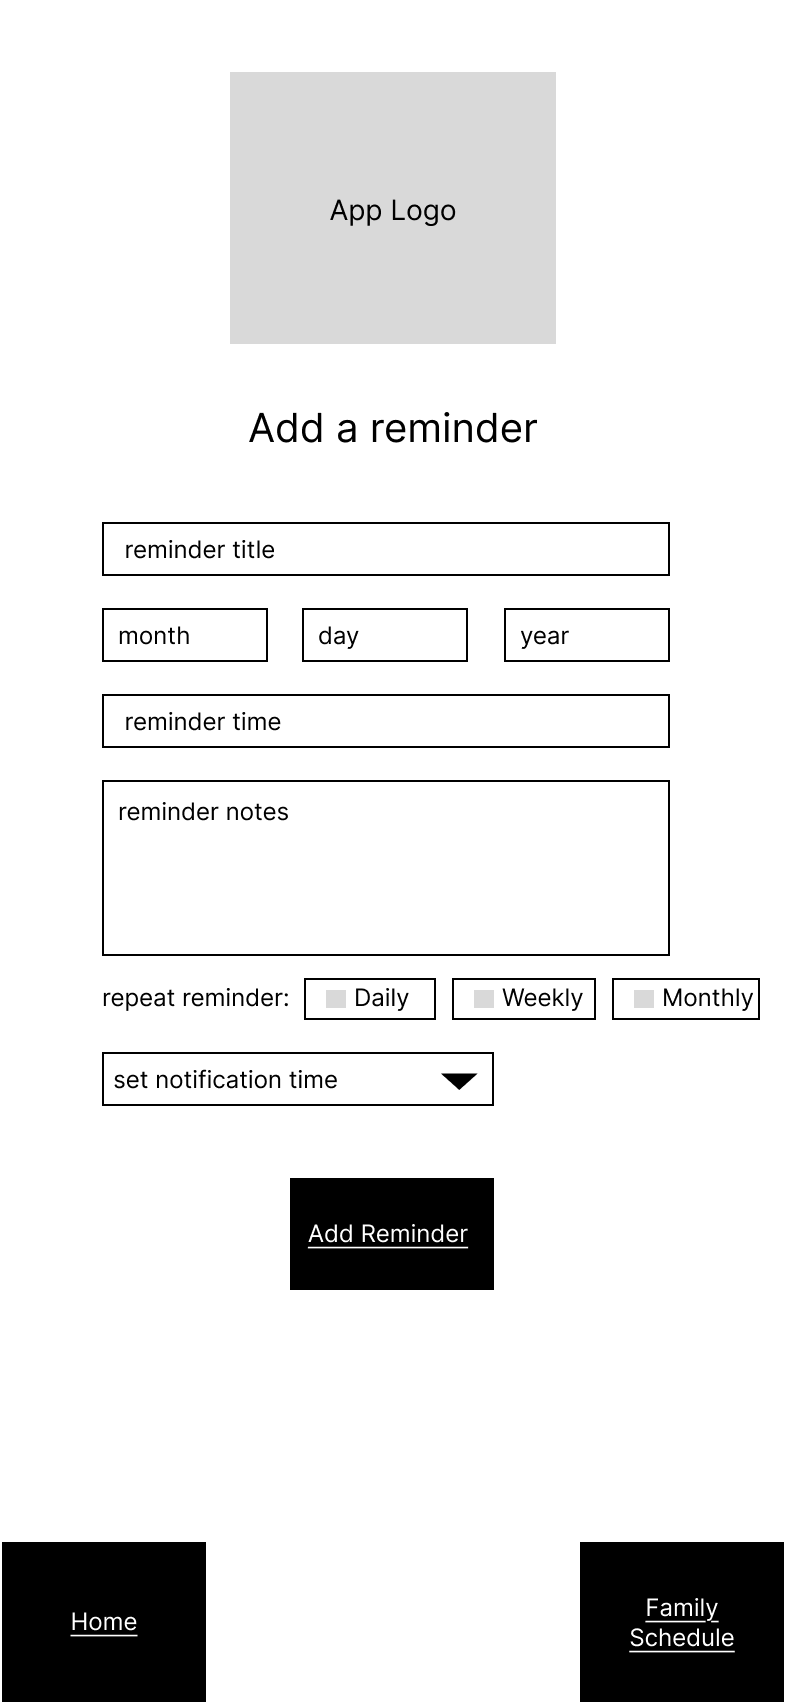 App Logo
Add a reminder
reminder title
month day year
reminder time
reminder notes
repeat reminder: Daily Weekly Monthly
set notification time
Add Reminder
Home
Family
Schedule